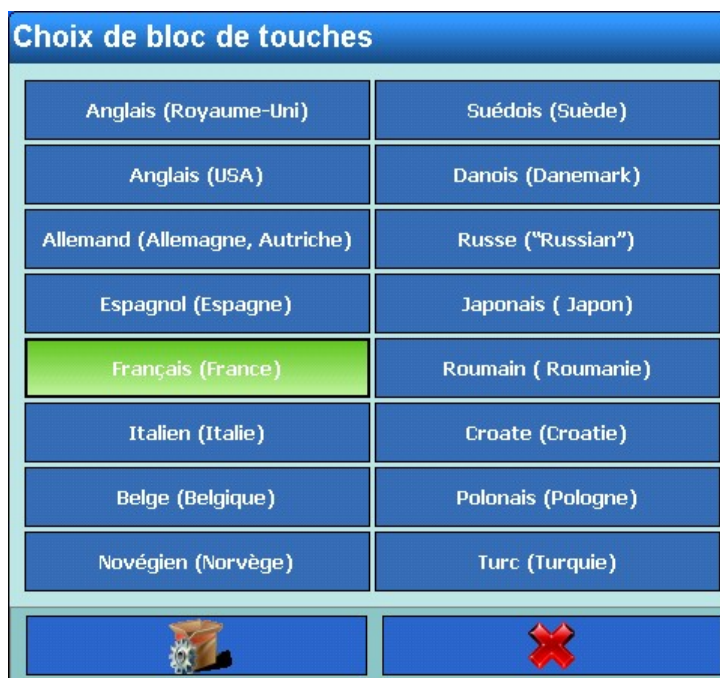 Choix de bloc de touches
Anglais (Royaume-Uni)
Suédois (Suède)
Anglais (USA)
Danois (Danemark)
Allemand (Allemagne, Autriche)
Russe (“Russian”)
Espagnol (Espagne)
Japonais ( Japon)
Français (France)
Roumain ( Roumanie)
Italien (Italie)
Croate (Croatie)
Belge (Belgique)
Polonais (Pologne)
Novégien (Norvège)
Turc (Turquie)